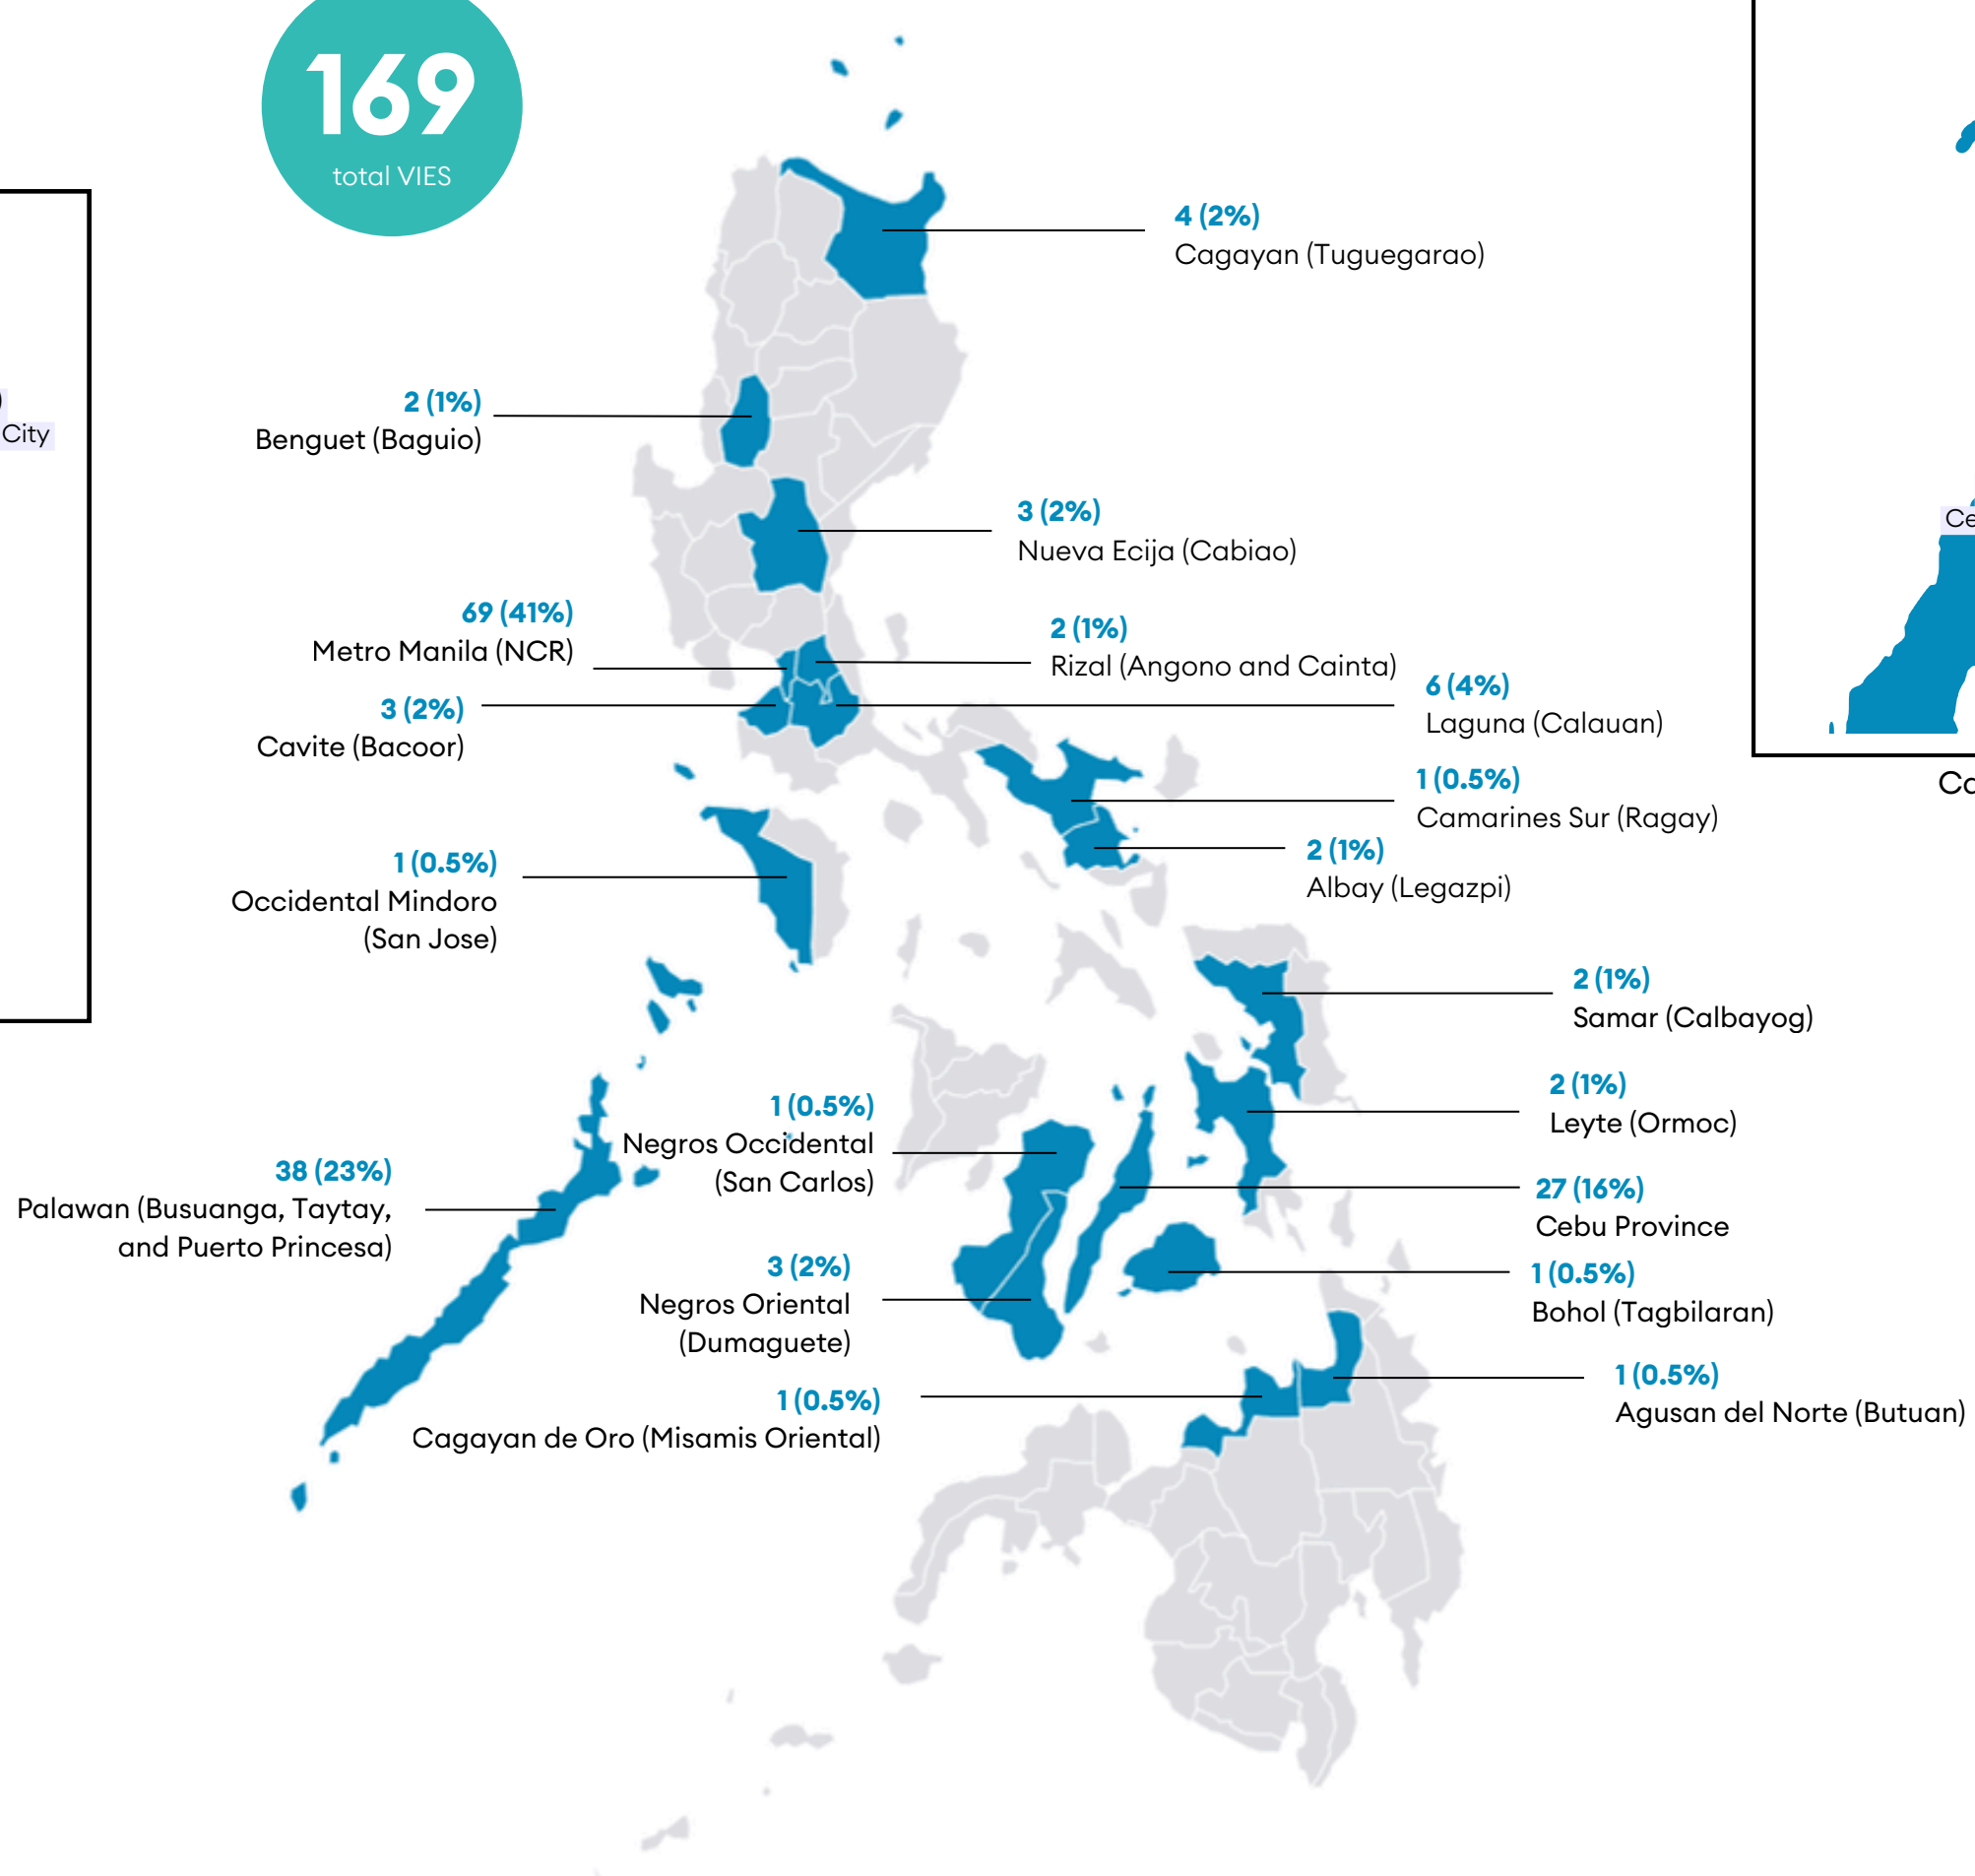 169
total VIES
)
City
4 (2%)
Cagayan (Tuguegarao)
2 (1%)
Benguet (Baguio)
3 (2%)
Nueva Ecija (Cabiao)
69 (41%)
Metro Manila (NCR)
2 (1%)
Rizal (Angono and Cainta)
3 (2%)
Cavite (Bacoor)
6 (4%)
Laguna (Calauan)
1 (0.5%)
Camarines Sur (Ragay)
2 (1%)
Albay (Legazpi)
1 (0.5%)
Occidental Mindoro
(San Jose)
2 (1%)
Samar (Calbayog)
2 (1%)
Leyte (Ormoc)
1 (0.5%)
Negros Occidental
(San Carlos)
38 (23%)
Palawan (Busuanga, Taytay,
and Puerto Princesa)
27 (16%)
Cebu Province
3 (2%)
Negros Oriental
(Dumaguete)
1 (0.5%)
Bohol (Tagbilaran)
1 (0.5%)
Cagayan de Oro (Misamis Oriental)
1 (0.5%)
Agusan del Norte (Butuan)